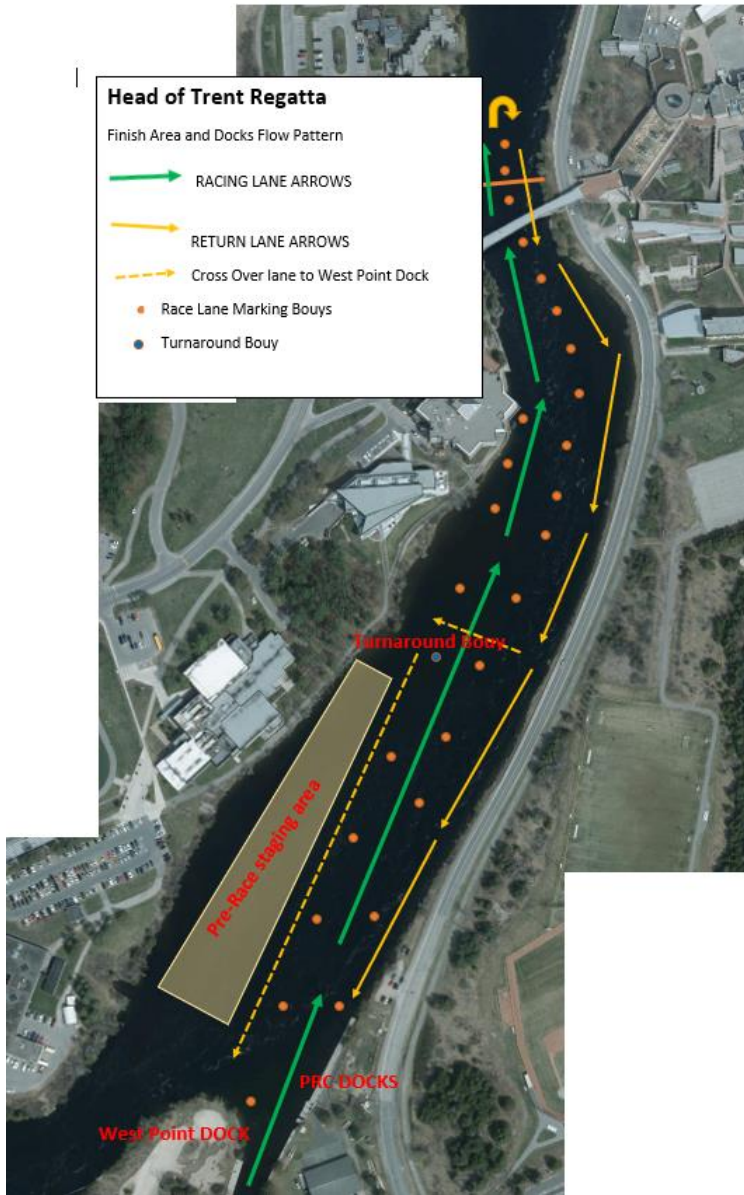 Head of Trent Regatta
Finish Area and Docks Flow Pattern
RACING LANE ARROWS
RETURN LANE ARROWS
Cross Over lane to West Point Dock
Race Lane Marking Bouys
Turnaround Bouy
Turnaround Bouy
Pre-Race staging area
PRC DOCKS
West Point DOCK